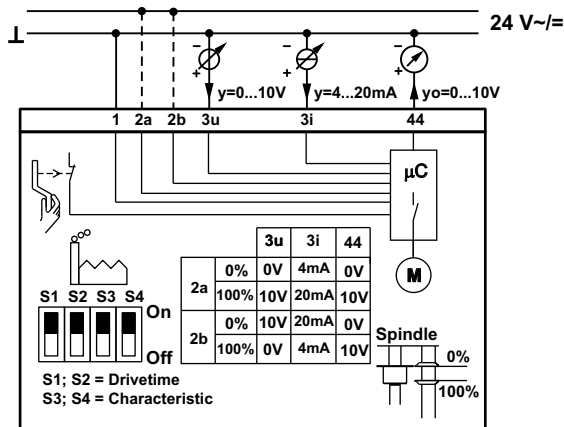 24 V~/=
⊥
- - -
+ + +
y=0...10V y=4...20mA yo=0...10V
1 2a 2b 3u 3i 44
µC
M
3u 3i 44
2a 0% 0V 4mA 0V
100% 10V 20mA 10V
2b 0% 10V 20mA 0V
100% 0V 4mA 10V
S1 S2 S3 S4
On
Off
S1; S2 = Drivetime
S3; S4 = Characteristic
Spindle
0%
100%